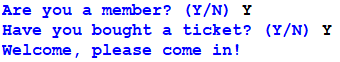 Are you a member? (Y/N) Y
Have you bought a ticket? (Y/N) Y
Welcome, please come in!